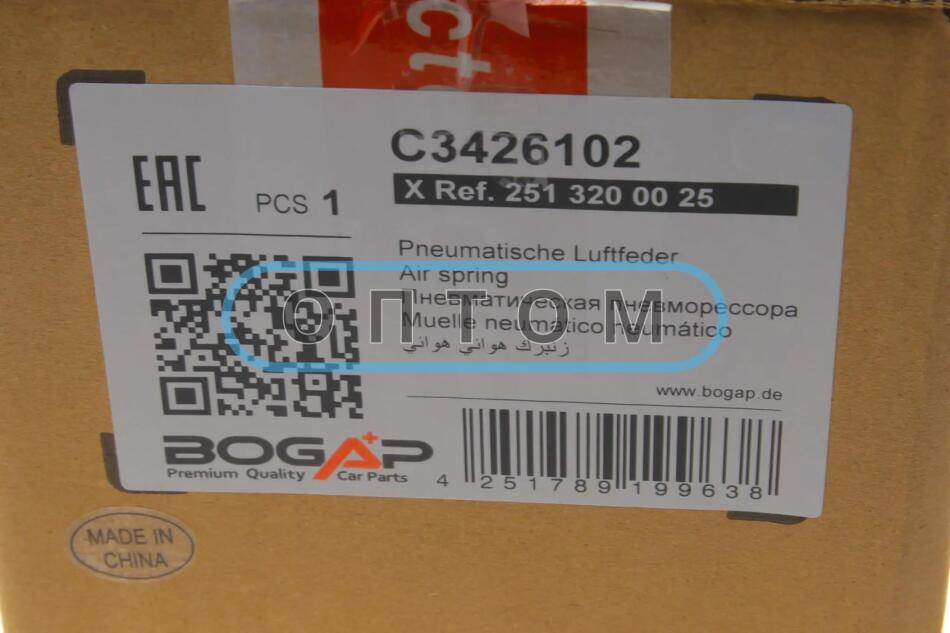 ct
C3426102
X Ref. 251 320 00 25
EAC
PCS 1
Pneumatische Luftfeder
Air spring
Пневматическая пневморессора
Muelle neumático neumático
زنبرك هوائي هوائي
ОПТОМ
www.bogap.de
BOGAP
Premium Quality Car Parts
4 251789 199638
MADE IN
CHINA